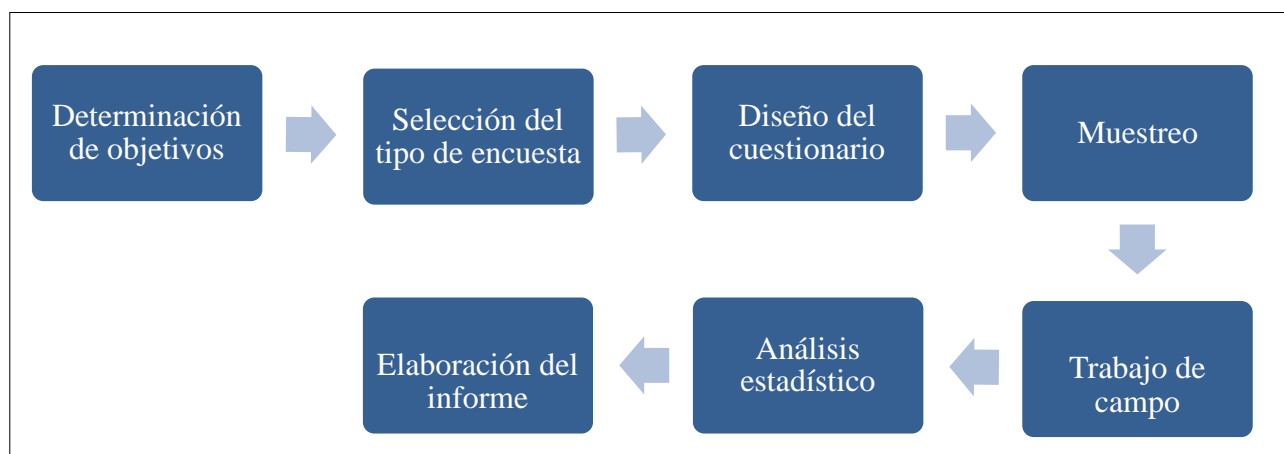 Determinación
de objetivos
Selección del
tipo de encuesta
Diseño del
cuestionario
Muestreo
Trabajo de
campo
Análisis
estadístico
Elaboración del
informe